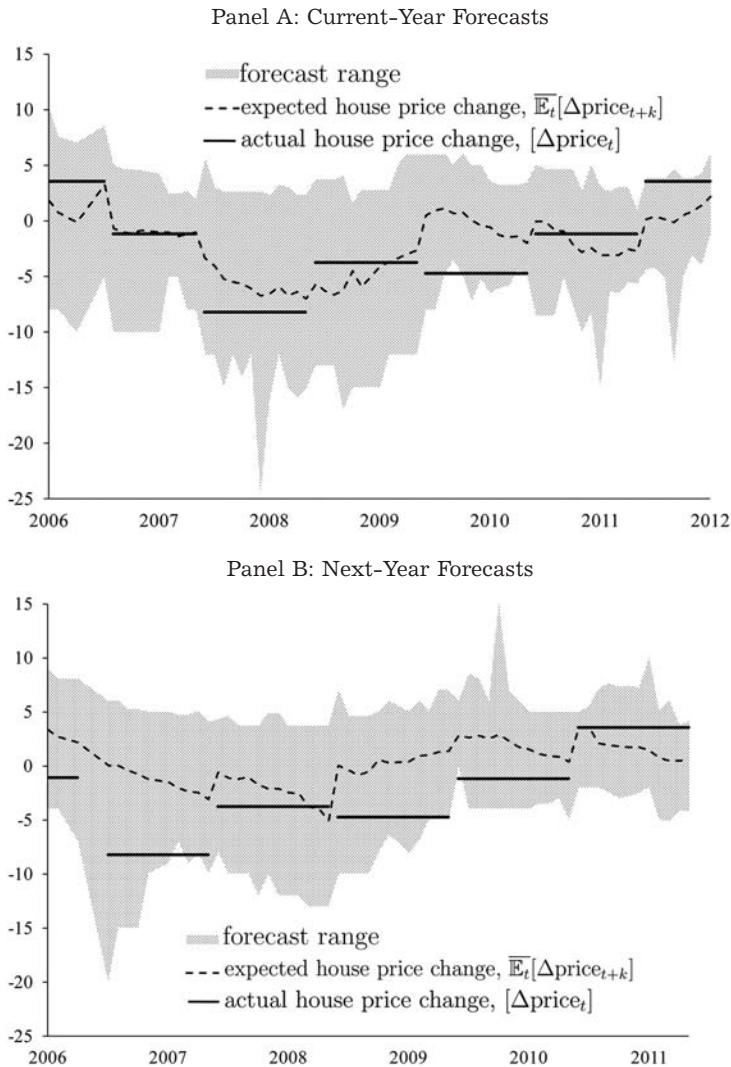 Panel A: Current-Year Forecasts
15
10
5
0
-5
-10
-15
-20
-25
forecast range
expected house price change, 𝔼̅ₜ[Δpriceₜ₊ₖ]
actual house price change, [Δpriceₜ]
2006 2007 2008 2009 2010 2011 2012
Panel B: Next-Year Forecasts
15
10
5
0
-5
-10
-15
-20
-25
forecast range
expected house price change, 𝔼̅ₜ[Δpriceₜ₊ₖ]
actual house price change, [Δpriceₜ]
2006 2007 2008 2009 2010 2011